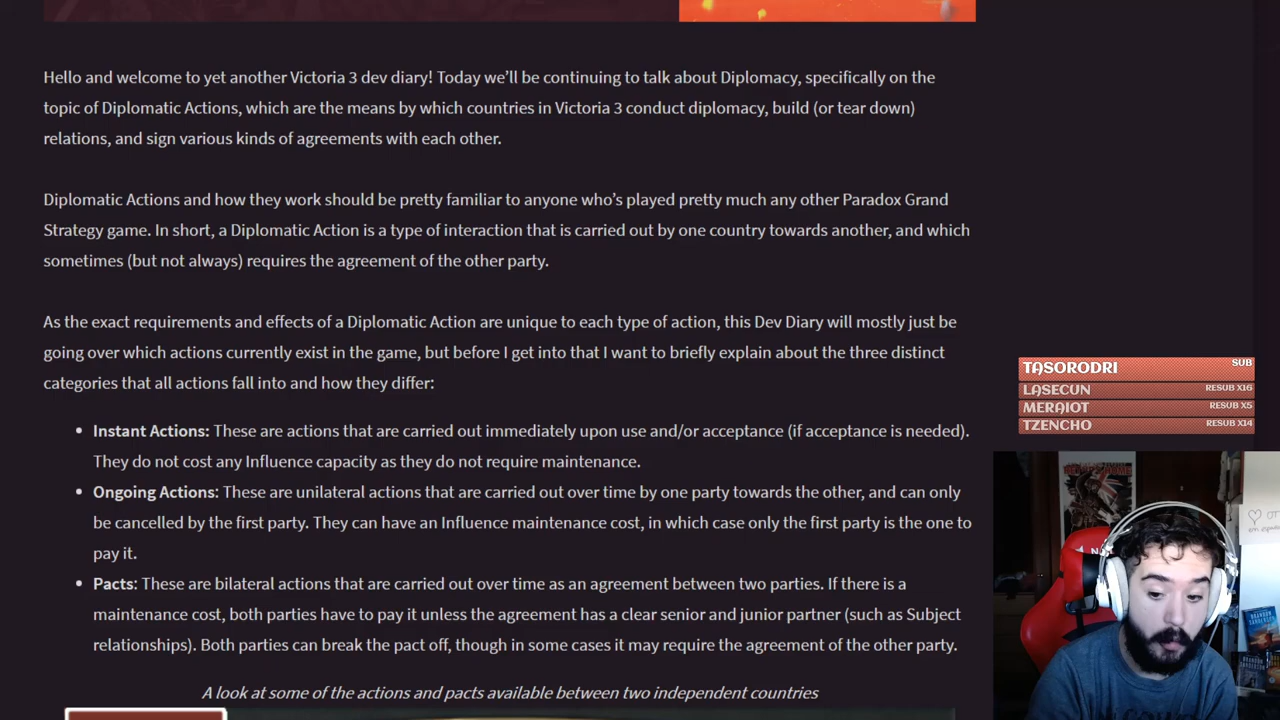 Hello and welcome to yet another Victoria 3 dev diary! Today we’ll be continuing to talk about Diplomacy, specifically on the
topic of Diplomatic Actions, which are the means by which countries in Victoria 3 conduct diplomacy, build (or tear down)
relations, and sign various kinds of agreements with each other.
Diplomatic Actions and how they work should be pretty familiar to anyone who’s played pretty much any other Paradox Grand
Strategy game. In short, a Diplomatic Action is a type of interaction that is carried out by one country towards another, and which
sometimes (but not always) requires the agreement of the other party.
As the exact requirements and effects of a Diplomatic Action are unique to each type of action, this Dev Diary will mostly just be
going over which actions currently exist in the game, but before I get into that I want to briefly explain about the three distinct
categories that all actions fall into and how they differ:
• Instant Actions: These are actions that are carried out immediately upon use and/or acceptance (if acceptance is needed).
They do not cost any Influence capacity as they do not require maintenance.
• Ongoing Actions: These are unilateral actions that are carried out over time by one party towards the other, and can only
be cancelled by the first party. They can have an Influence maintenance cost, in which case only the first party is the one to
pay it.
• Pacts: These are bilateral actions that are carried out over time as an agreement between two parties. If there is a
maintenance cost, both parties have to pay it unless the agreement has a clear senior and junior partner (such as Subject
relationships). Both parties can break the pact off, though in some cases it may require the agreement of the other party.
A look at some of the actions and pacts available between two independent countries
TASORODRI SUB
LASECUN RESUB X16
MERAIOT RESUB X5
TZENCHO RESUB X14